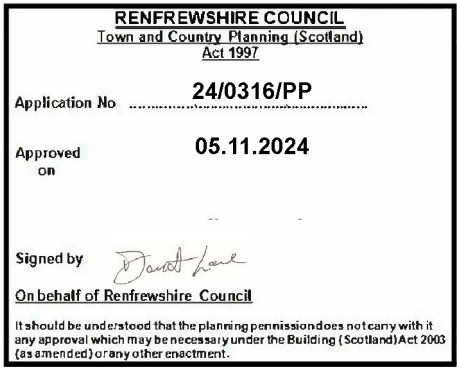 RENFREWSHIRE COUNCIL
Town and Country Planning (Scotland)
Act 1997
Application No 24/0316/PP
Approved 05.11.2024
on
Signed by
On behalf of Renfrewshire Council
It should be understood that the planning pennission does not canny with it
any approval which may be necessary under the Building (Scotland) Act 2003
(as amended) or any other enactment.